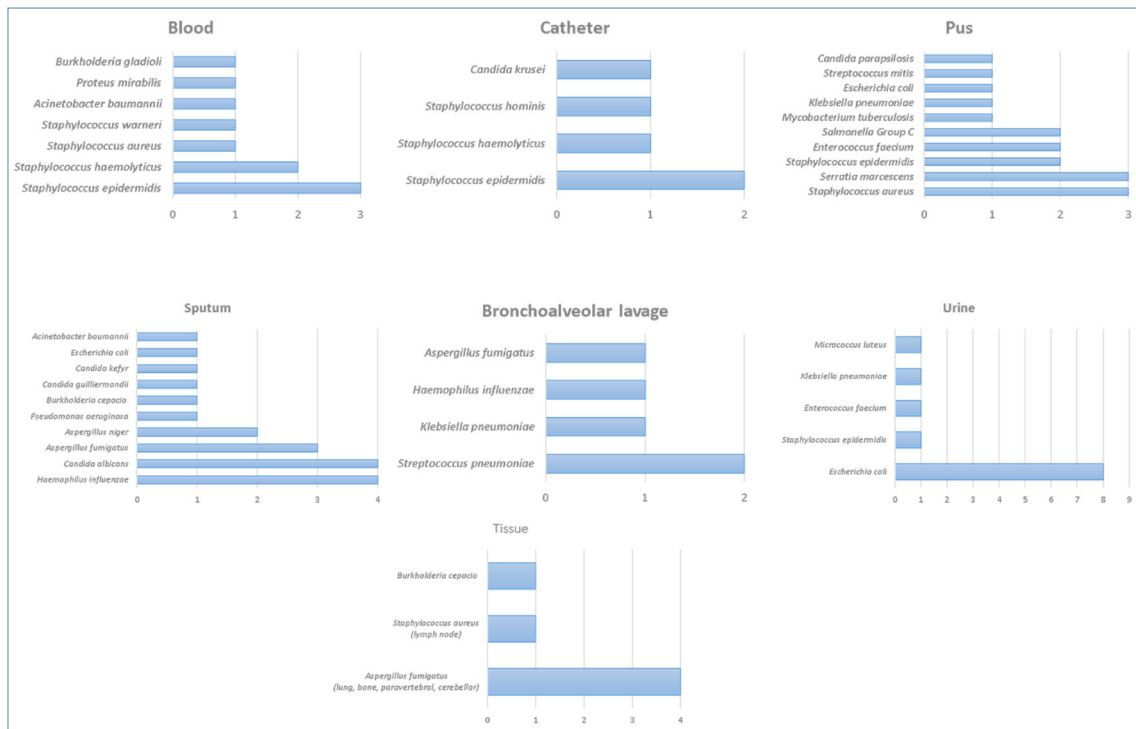 Blood
Burkholderia gladioli
Proteus mirabilis
Acinetobacter baumannii
Staphylococcus warneri
Staphylococcus aureus
Staphylococcus haemolyticus
Staphylococcus epidermidis
0 1 2 3
Catheter
Candida krusei
Staphylococcus hominis
Staphylococcus haemolyticus
Staphylococcus epidermidis
0 1 2
Pus
Candida parapsilosis
Streptococcus mitis
Escherichia coli
Klebsiella pneumoniae
Mycobacterium tuberculosis
Salmonella Group C
Enterococcus faecium
Staphylococcus epidermidis
Serratia marcescens
Staphylococcus aureus
0 1 2 3
Sputum
Acinetobacter baumannii
Escherichia coli
Candida kefyr
Candida guilliermondii
Burkholderia cepacia
Pseudomonas aeruginosa
Aspergillus niger
Aspergillus fumigatus
Candida albicans
Haemophilus influenzae
0 1 2 3 4
Bronchoalveolar lavage
Aspergillus fumigatus
Haemophilus influenzae
Klebsiella pneumoniae
Streptococcus pneumoniae
0 1 2
Urine
Micrococcus luteus
Klebsiella pneumoniae
Enterococcus faecium
Staphylococcus epidermidis
Escherichia coli
0 1 2 3 4 5 6 7 8 9
Tissue
Burkholderia cepacia
Staphylococcus aureus
(lymph node)
Aspergillus fumigatus
(lung, bone, paravertebral, cerebellar)
0 1 2 3 4